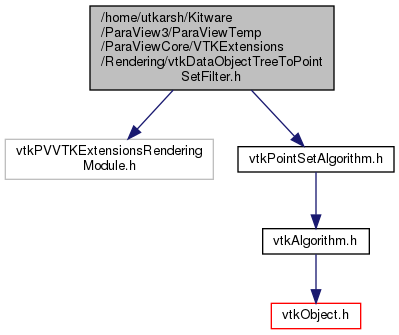 /home/utkarsh/Kitware
/ParaView3/ParaViewTemp
/ParaViewCore/VTKExtensions
/Rendering/vtkDataObjectTreeToPoint
SetFilter.h
vtkPVVTKExtensionsRendering
Module.h
vtkPointSetAlgorithm.h
vtkAlgorithm.h
vtkObject.h